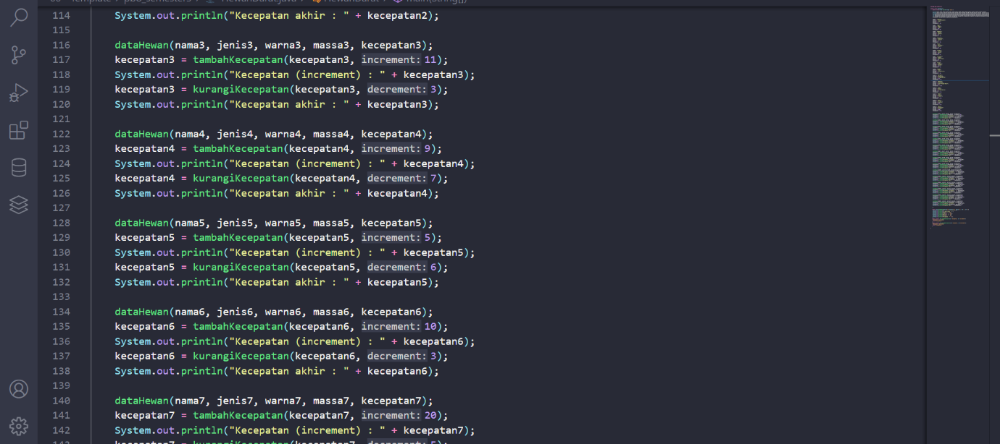 114 System.out.println("Kecepatan akhir : " + kecepatan2);
115
116 dataHewan(nama3, jenis3, warna3, massa3, kecepatan3);
117 kecepatan3 = tambahKecepatan(kecepatan3, increment: 11);
118 System.out.println("Kecepatan (increment) : " + kecepatan3);
119 kecepatan3 = kurangiKecepatan(kecepatan3, decrement: 3);
120 System.out.println("Kecepatan akhir : " + kecepatan3);
121
122 dataHewan(nama4, jenis4, warna4, massa4, kecepatan4);
123 kecepatan4 = tambahKecepatan(kecepatan4, increment: 9);
124 System.out.println("Kecepatan (increment) : " + kecepatan4);
125 kecepatan4 = kurangiKecepatan(kecepatan4, decrement: 7);
126 System.out.println("Kecepatan akhir : " + kecepatan4);
127
128 dataHewan(nama5, jenis5, warna5, massa5, kecepatan5);
129 kecepatan5 = tambahKecepatan(kecepatan5, increment: 5);
130 System.out.println("Kecepatan (increment) : " + kecepatan5);
131 kecepatan5 = kurangiKecepatan(kecepatan5, decrement: 6);
132 System.out.println("Kecepatan akhir : " + kecepatan5);
133
134 dataHewan(nama6, jenis6, warna6, massa6, kecepatan6);
135 kecepatan6 = tambahKecepatan(kecepatan6, increment: 10);
136 System.out.println("Kecepatan (increment) : " + kecepatan6);
137 kecepatan6 = kurangiKecepatan(kecepatan6, decrement: 3);
138 System.out.println("Kecepatan akhir : " + kecepatan6);
139
140 dataHewan(nama7, jenis7, warna7, massa7, kecepatan7);
141 kecepatan7 = tambahKecepatan(kecepatan7, increment: 20);
142 System.out.println("Kecepatan (increment) : " + kecepatan7);